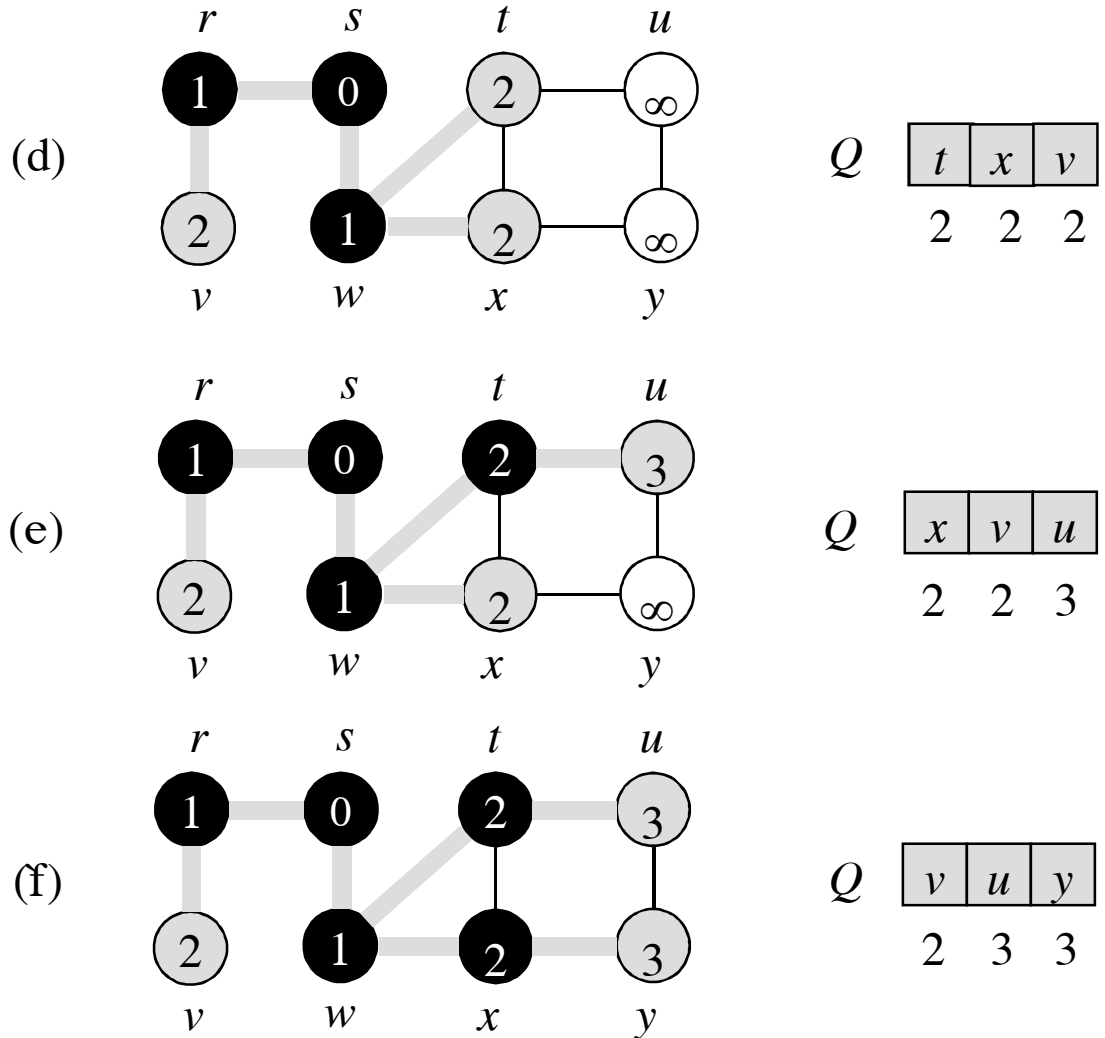 r s t u
1 0 2 ∞
(d) Q t x v
2 1 2 ∞ 2 2 2
v w x y
r s t u
1 0 2 3
(e) Q x v u
2 1 2 ∞ 2 2 3
v w x y
r s t u
1 0 2 3
(f) Q v u y
2 1 2 3 2 3 3
v w x y